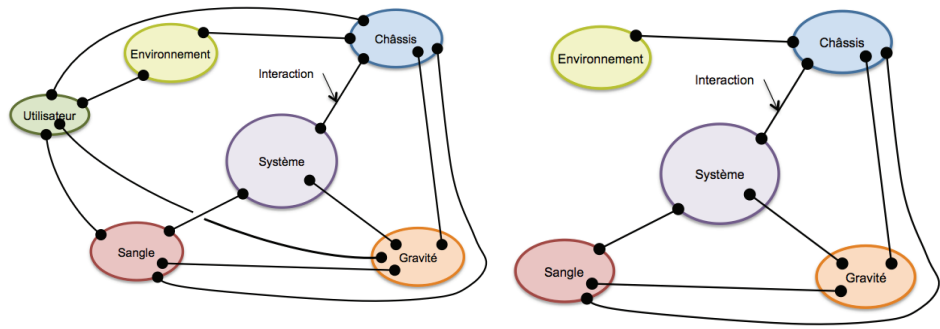 Châssis
Environnement
Interaction
Utilisateur
Système
Sangle
Gravité
Châssis
Environnement
Interaction
Système
Sangle
Gravité